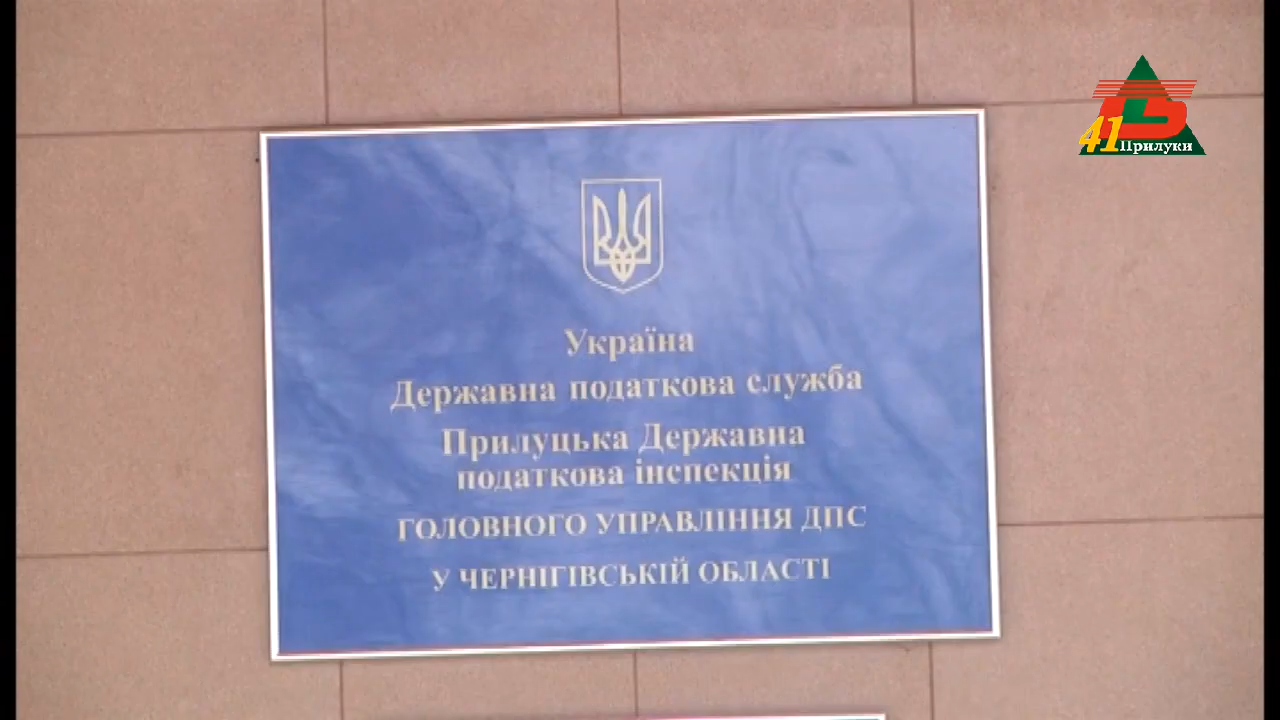 41
Прилуки
Україна
Державна податкова служба
Прилуцька Державна
податкова інспекція
ГОЛОВНОГО УПРАВЛІННЯ ДПС
У ЧЕРНІГІВСЬКІЙ ОБЛАСТІ